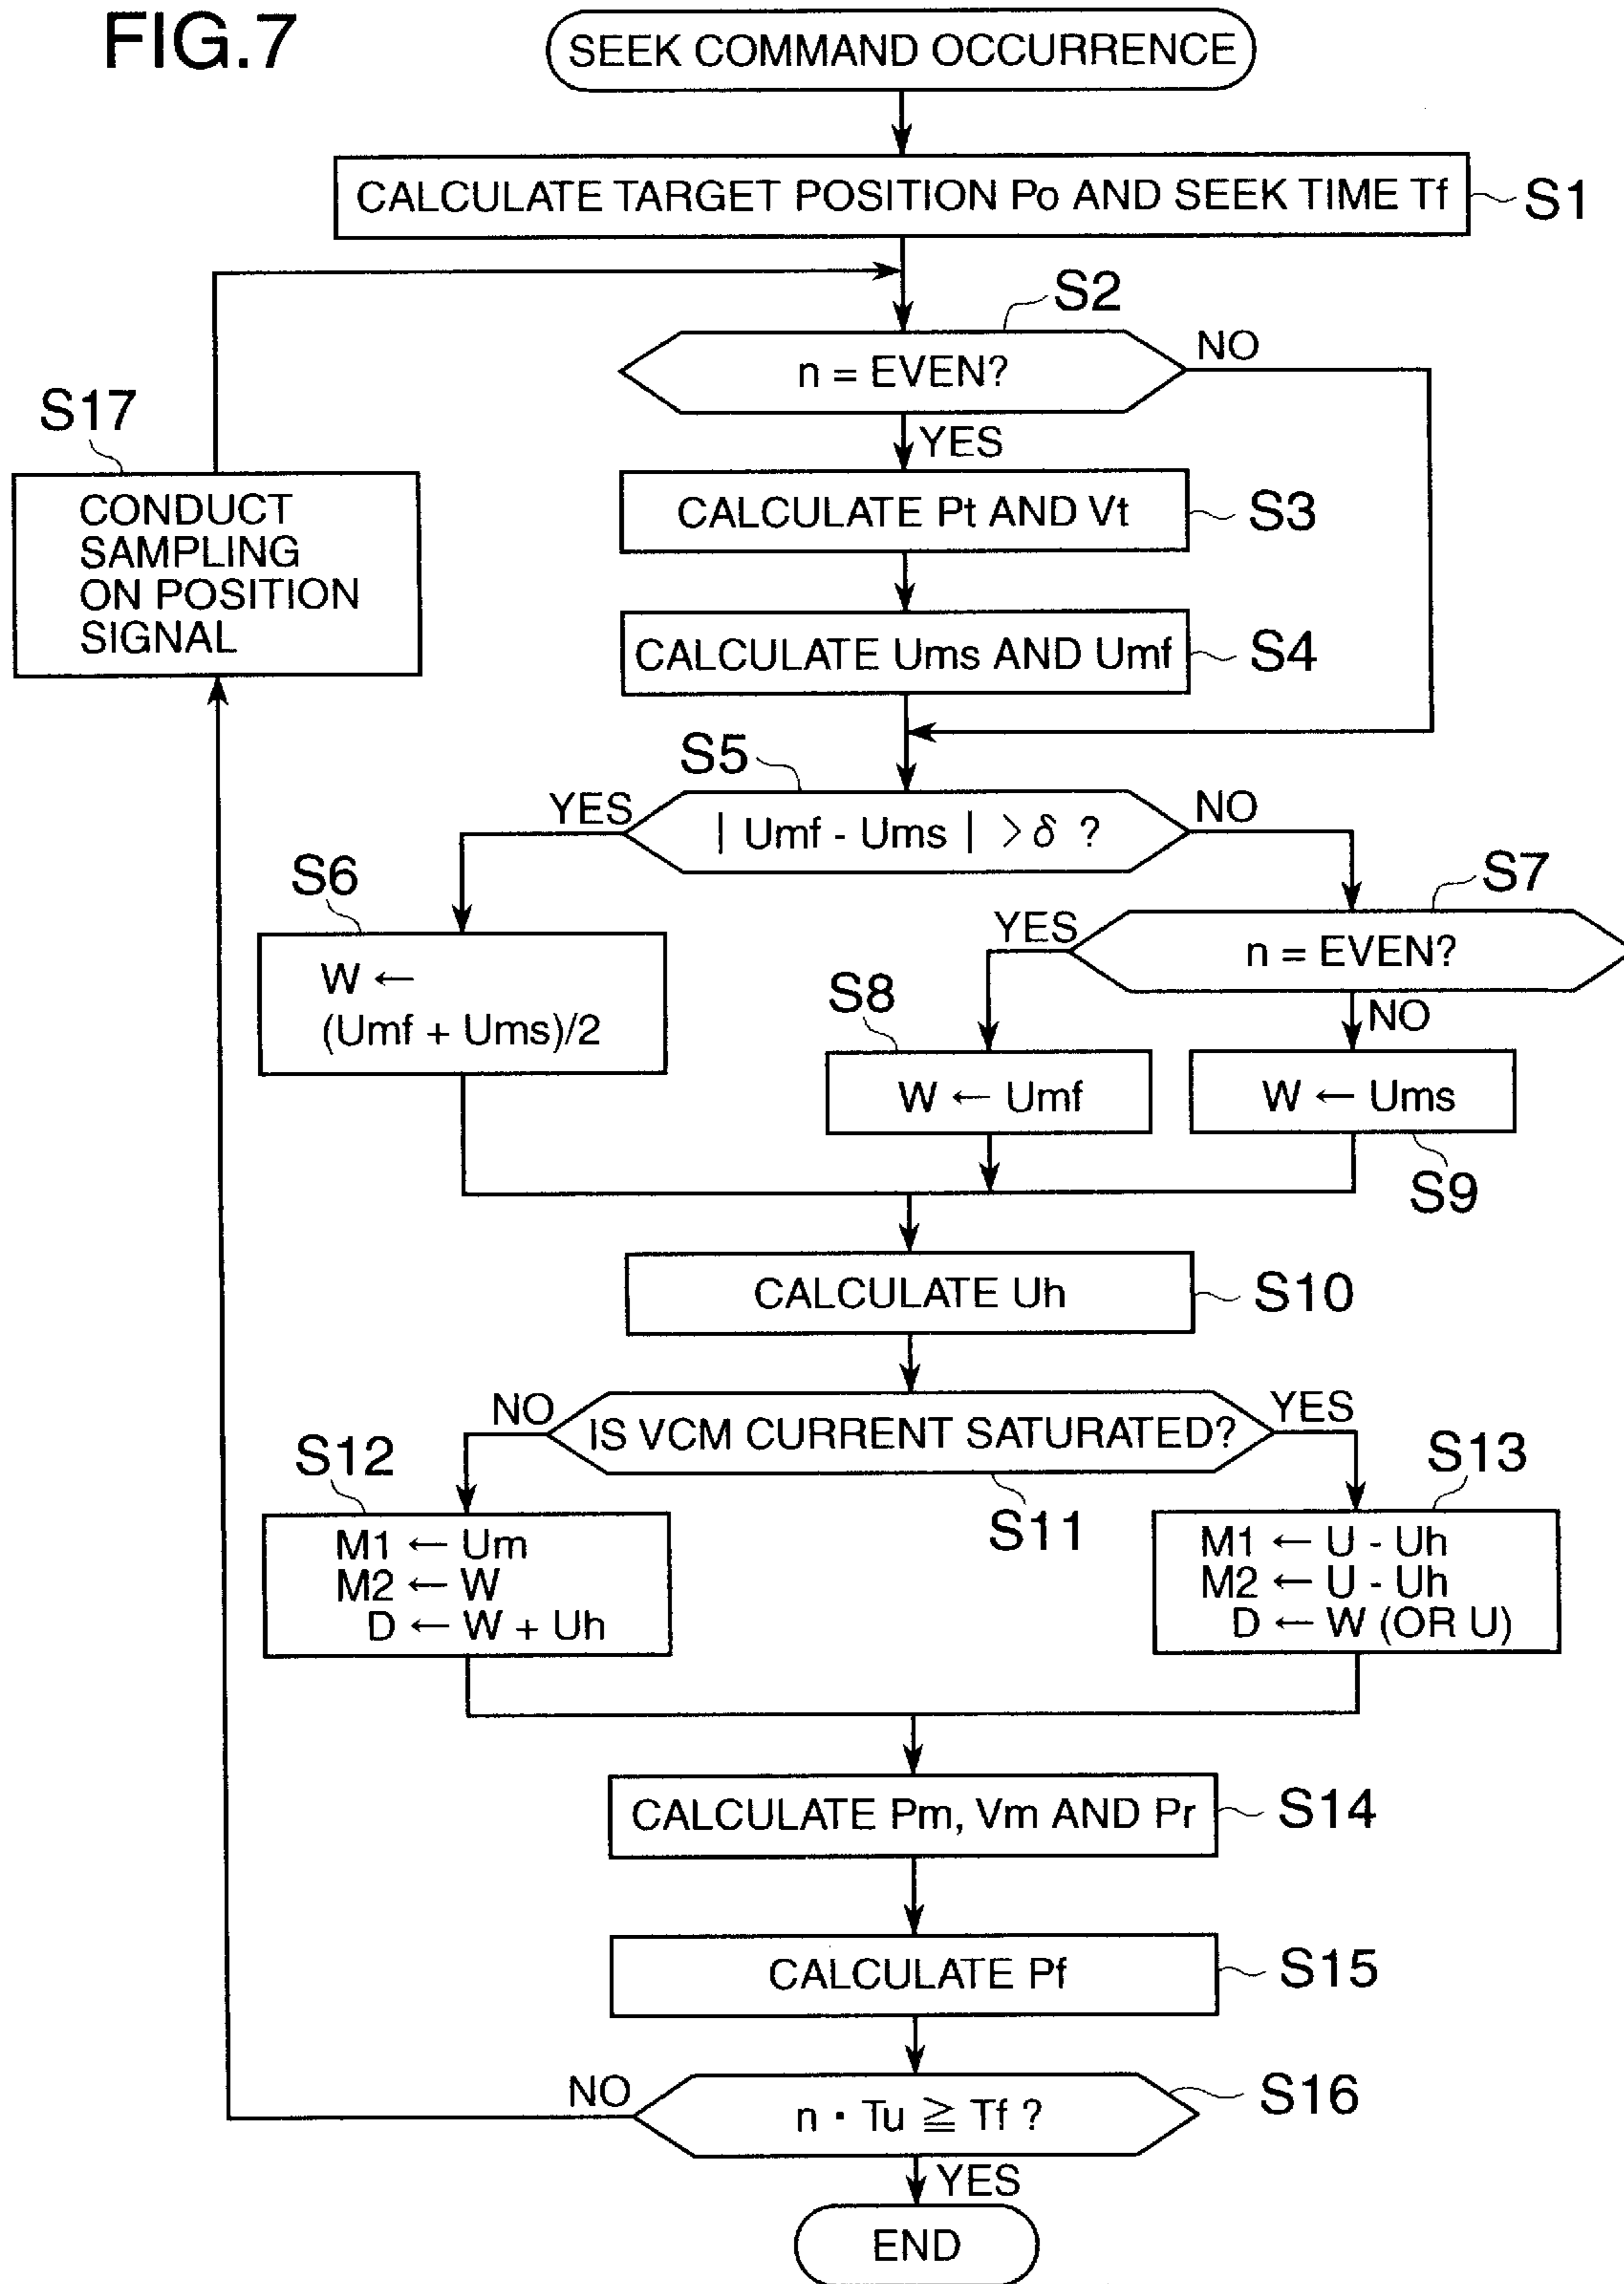 FIG.7
SEEK COMMAND OCCURRENCE
CALCULATE TARGET POSITION Po AND SEEK TIME Tf
S1
S2
n = EVEN?
NO
YES
S17
CONDUCT
SAMPLING
ON POSITION
SIGNAL
CALCULATE Pt AND Vt
S3
CALCULATE Ums AND Umf
S4
S5
YES
| Umf - Ums | > δ ?
NO
S6
W ←
(Umf + Ums)/2
S7
YES
n = EVEN?
NO
S8
W ← Umf
W ← Ums
S9
CALCULATE Uh
S10
NO
IS VCM CURRENT SATURATED?
YES
S11
S12
M1 ← Um
M2 ← W
D ← W + Uh
S13
M1 ← U - Uh
M2 ← U - Uh
D ← W (OR U)
CALCULATE Pm, Vm AND Pr
S14
CALCULATE Pf
S15
NO
n · Tu ≧ Tf ?
S16
YES
END